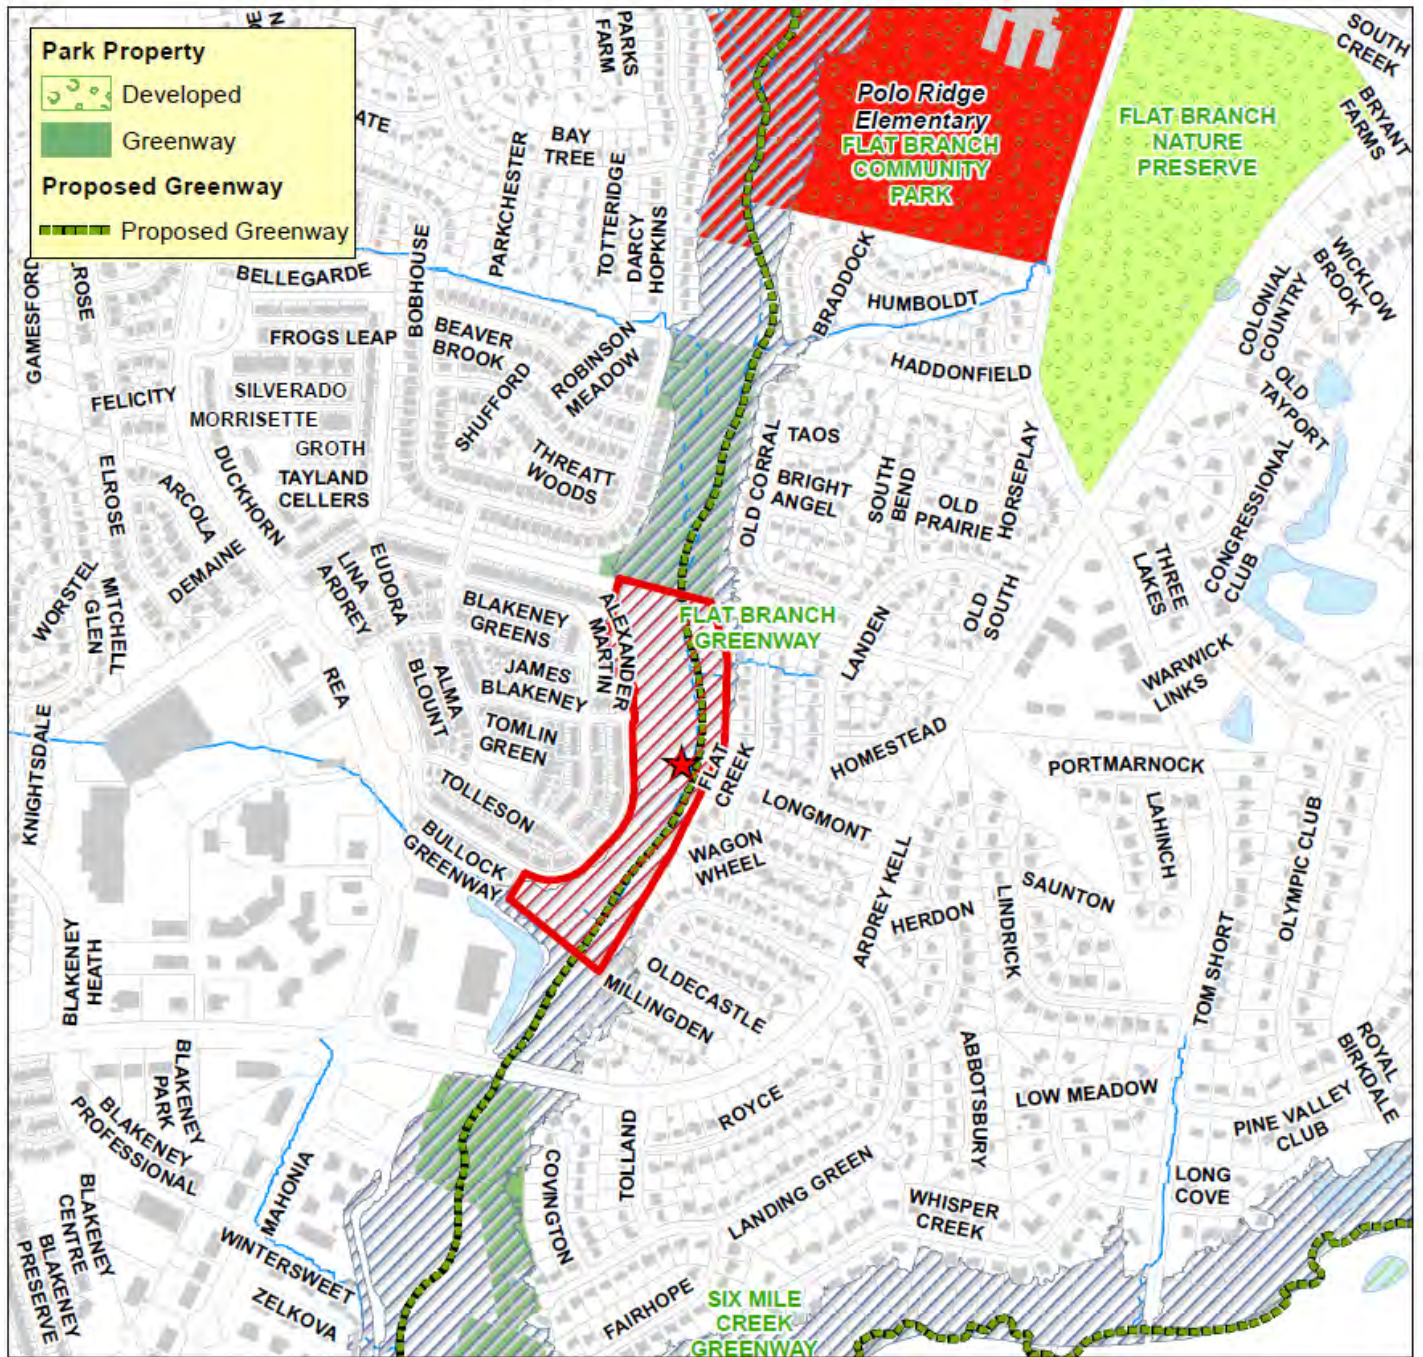 Park Property
Developed
Greenway
Proposed Greenway
Proposed Greenway
PARKS
FARM
ATE
BAY
TREE
PARKCHESTER
TOTTERIDGE
DARCY
HOPKINS
Polo Ridge
Elementary
FLAT BRANCH
COMMUNITY
PARK
FLAT BRANCH
NATURE
PRESERVE
SOUTH
CREEK
BRYANT
FARMS
GAMESFORD
ROSE
BELLEGARDE
BOBHOUSE
FROGS LEAP
BEAVER
BROOK
SHUFFORD
ROBINSON
MEADOW
BRADDOCK
HUMBOLDT
HADDONFIELD
COLONIAL
COUNTRY
WICKLOW
BROOK
OLD
TAYPORT
FELICITY
SILVERADO
MORRISETTE
GROTH
TAYLAND
CELLERS
THREATT
WOODS
OLD CORRAL
TAOS
BRIGHT
ANGEL
SOUTH
BEND
OLD
PRAIRIE
HORSEPLAY
CONGRESSIONAL
CLUB
ELROSE
ARCOLA
DUCKHORN
DEMAINE
LINA
ARDREY
EUDORA
WORSTEL
MITCHELL
GLEN
BLAKENEY
GREENS
ALEXANDER
MARTIN
FLAT BRANCH
GREENWAY
LANDEN
OLD
SOUTH
THREE
LAKES
WARWICK
LINKS
REA
ALMA
BLOUNT
JAMES
BLAKENEY
TOMLIN
GREEN
KNIGHTSDALE
TOLLESON
BULLOCK
GREENWAY
FLAT
CREEK
HOMESTEAD
LONGMONT
WAGON
WHEEL
PORTMARNOCK
LAHINCH
OLYMPIC CLUB
ARDREY KELL
HERDON
LINDRICK
SAUNTON
TOM SHORT
BLAKENEY
HEATH
OLDECASTLE
MILLINGDEN
ROYCE
TOLLAND
ABBOTSBURY
LOW MEADOW
ROYAL
BIRKDALE
PINE VALLEY
CLUB
BLAKENEY
PARK
BLAKENEY
PROFESSIONAL
MAHONIA
COVINGTON
LANDING GREEN
WHISPER
CREEK
LONG
COVE
BLAKENEY
CENTRE
BLAKENEY
PRESERVE
WINTERSWEET
ZELKOVA
FAIRHOPE
SIX MILE
CREEK
GREENWAY